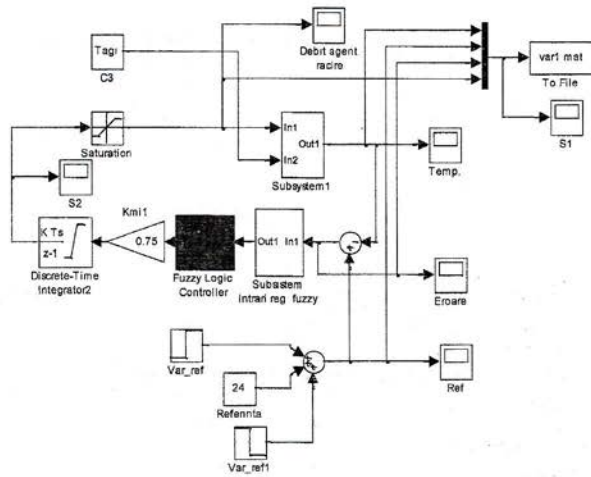 Debit agent
racire
Tagr
C3
var1 mat
To File
S1
Saturation
In1
In2
Out1
Subsystem1
Temp.
S2
Kmi1
K Ts
z-1
Discrete-Time
Integrator2
0.75
Fuzzy Logic
Controller
Out1 In1
Subsistem
Intrari reg fuzzy
Eroare
Var_ref
24
Referinta
Var_ref1
Ref